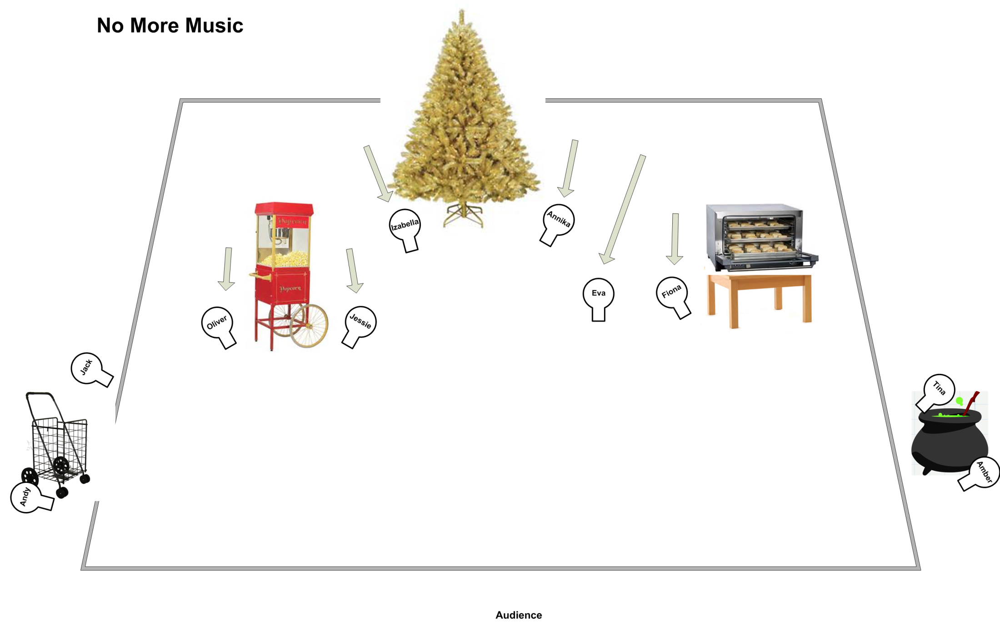 No More Music
Popcorn
Popcorn
Izabella
Annika
Eva
Fiona
Oliver
Jessie
Jack
Tina
Andy
Amber
Audience